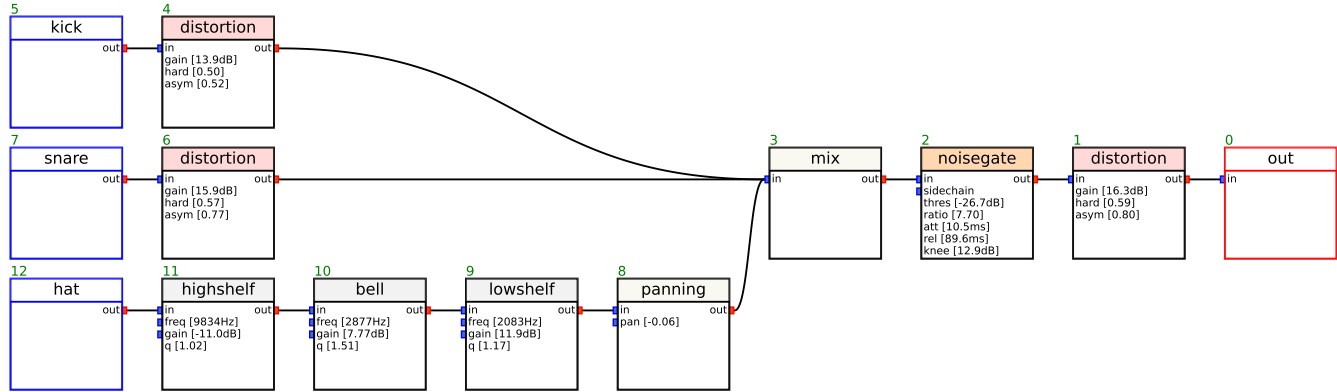 5
kick
out
4
distortion
in out
gain [13.9dB]
hard [0.50]
asym [0.52]
7
snare
out
6
distortion
in out
gain [15.9dB]
hard [0.57]
asym [0.77]
3
mix
in out
2
noisegate
in out
sidechain
thres [-26.7dB]
ratio [7.70]
att [10.5ms]
rel [89.6ms]
knee [12.9dB]
1
distortion
in out
gain [16.3dB]
hard [0.59]
asym [0.80]
0
out
in
12
hat
out
11
highshelf
in out
freq [9834Hz]
gain [-11.0dB]
q [1.02]
10
bell
in out
freq [2877Hz]
gain [7.77dB]
q [1.51]
9
lowshelf
in out
freq [2083Hz]
gain [11.9dB]
q [1.17]
8
panning
in out
pan [-0.06]